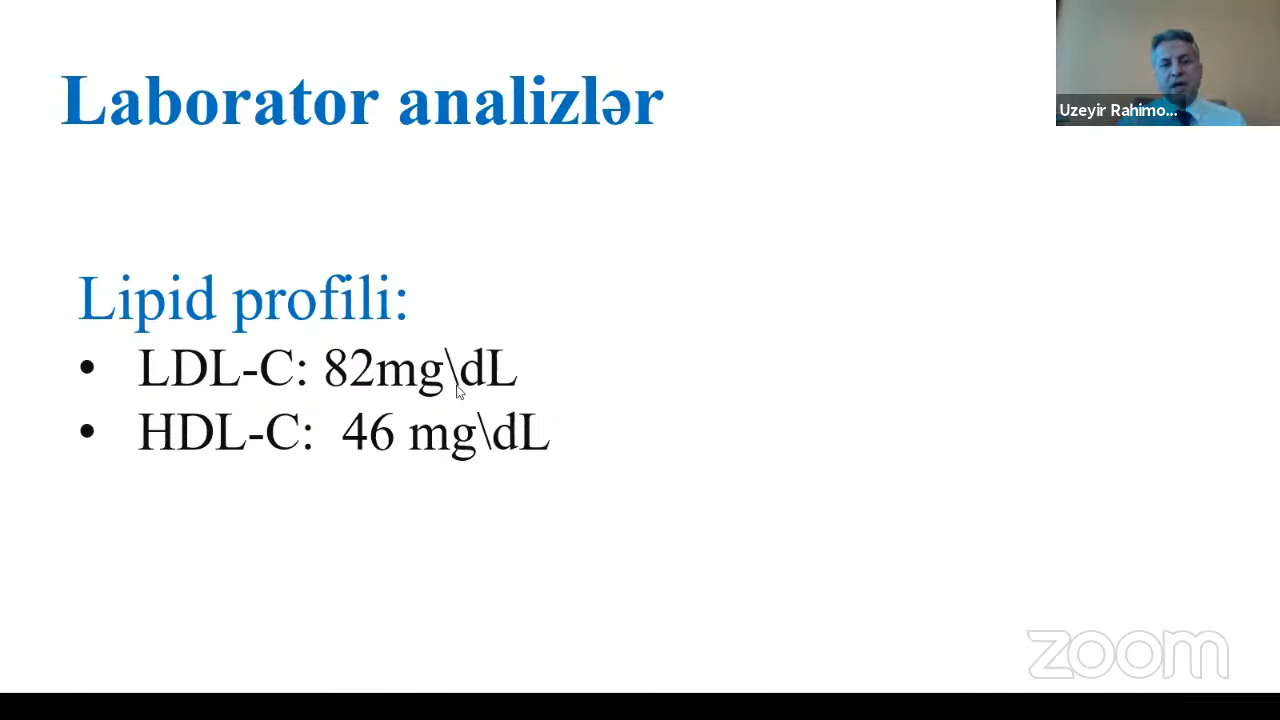 Laborator analizlər
Uzeyir Rahimo...
Lipid profili:
• LDL-C: 82mg\dL
• HDL-C: 46 mg\dL
zoom